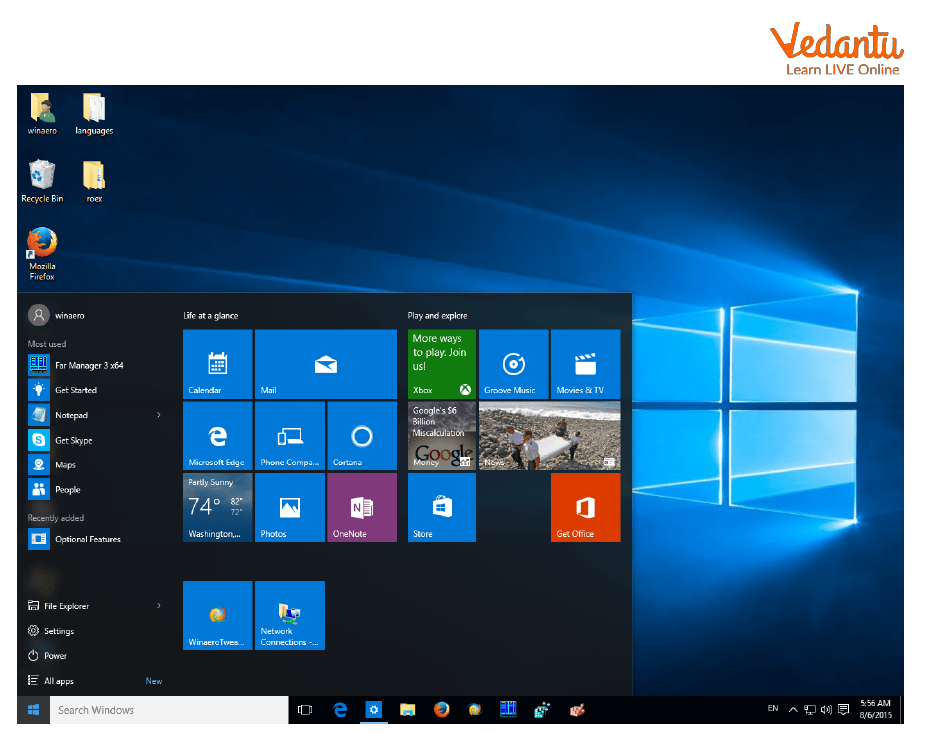 Vedantu
Learn LIVE Online
winaero
languages
Recycle Bin
roex
Mozilla
Firefox
winaero
Most used
Far Manager 3 x64
Get Started
Notepad
Get Skype
Maps
People
Recently added
Optional Features
File Explorer
Settings
Power
All apps
New
Life at a glance
Calendar
Mail
Microsoft Edge
Phone Compa...
Cortana
Partly Sunny
74° 82°
72°
Washington,...
Photos
N
OneNote
WinaeroTwea...
Network
Connections -...
Play and explore
More ways
to play. Join
us!
Xbox
Groove Music
Movies & TV
Google's $6
Billion
Miscalculation
Google
Money
News
Store
Get Office
Search Windows
EN
5:56 AM
8/6/2015